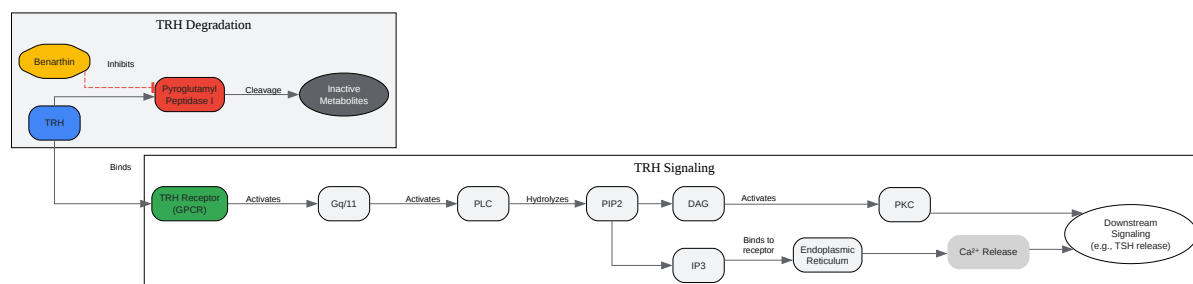 TRH Degradation
Benarthin
Inhibits
Pyroglutamyl
Peptidase I
Cleavage
Inactive
Metabolites
TRH
Binds
TRH Signaling
TRH Receptor
(GPCR)
Activates
Gq/11
Activates
PLC
Hydrolyzes
PIP2
DAG
Activates
PKC
Downstream
Signaling
(e.g., TSH release)
IP3
Binds to
receptor
Endoplasmic
Reticulum
Ca²⁺ Release